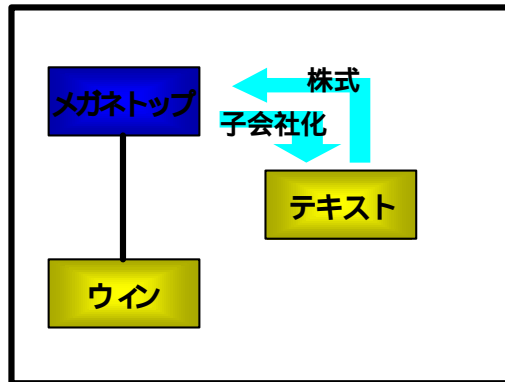 株式
メガネトップ
子会社化
テキスト
ウィン